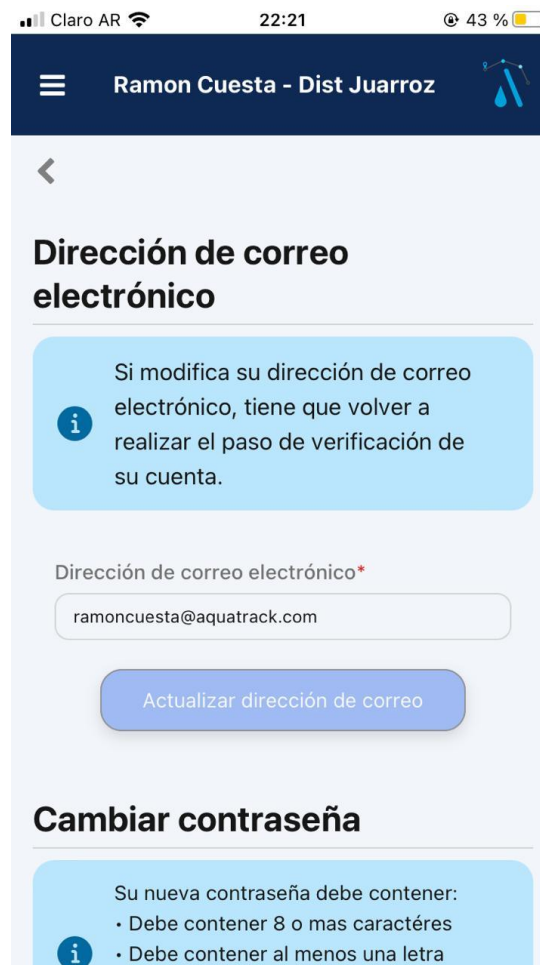 Claro AR
22:21
43 %
Ramon Cuesta - Dist Juarroz
Dirección de correo
electrónico
Si modifica su dirección de correo
electrónico, tiene que volver a
realizar el paso de verificación de
su cuenta.
Dirección de correo electrónico*
ramoncuesta@aquatrack.com
Actualizar dirección de correo
Cambiar contraseña
Su nueva contraseña debe contener:
• Debe contener 8 o mas caractéres
• Debe contener al menos una letra